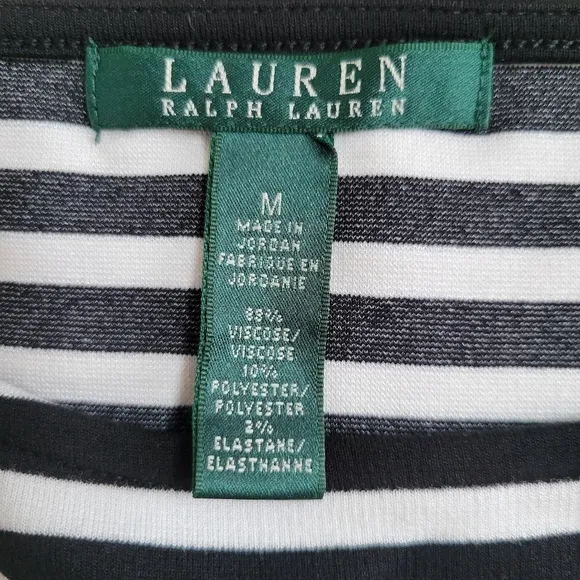 LAUREN
RALPH LAUREN
M
MADE IN
JORDAN
FABRIQUE EN
JORDANIE
88%
VISCOSE/
VISCOSE
10%
POLYESTER/
POLYESTER
2%
ELASTANE/
ELASTHANNE